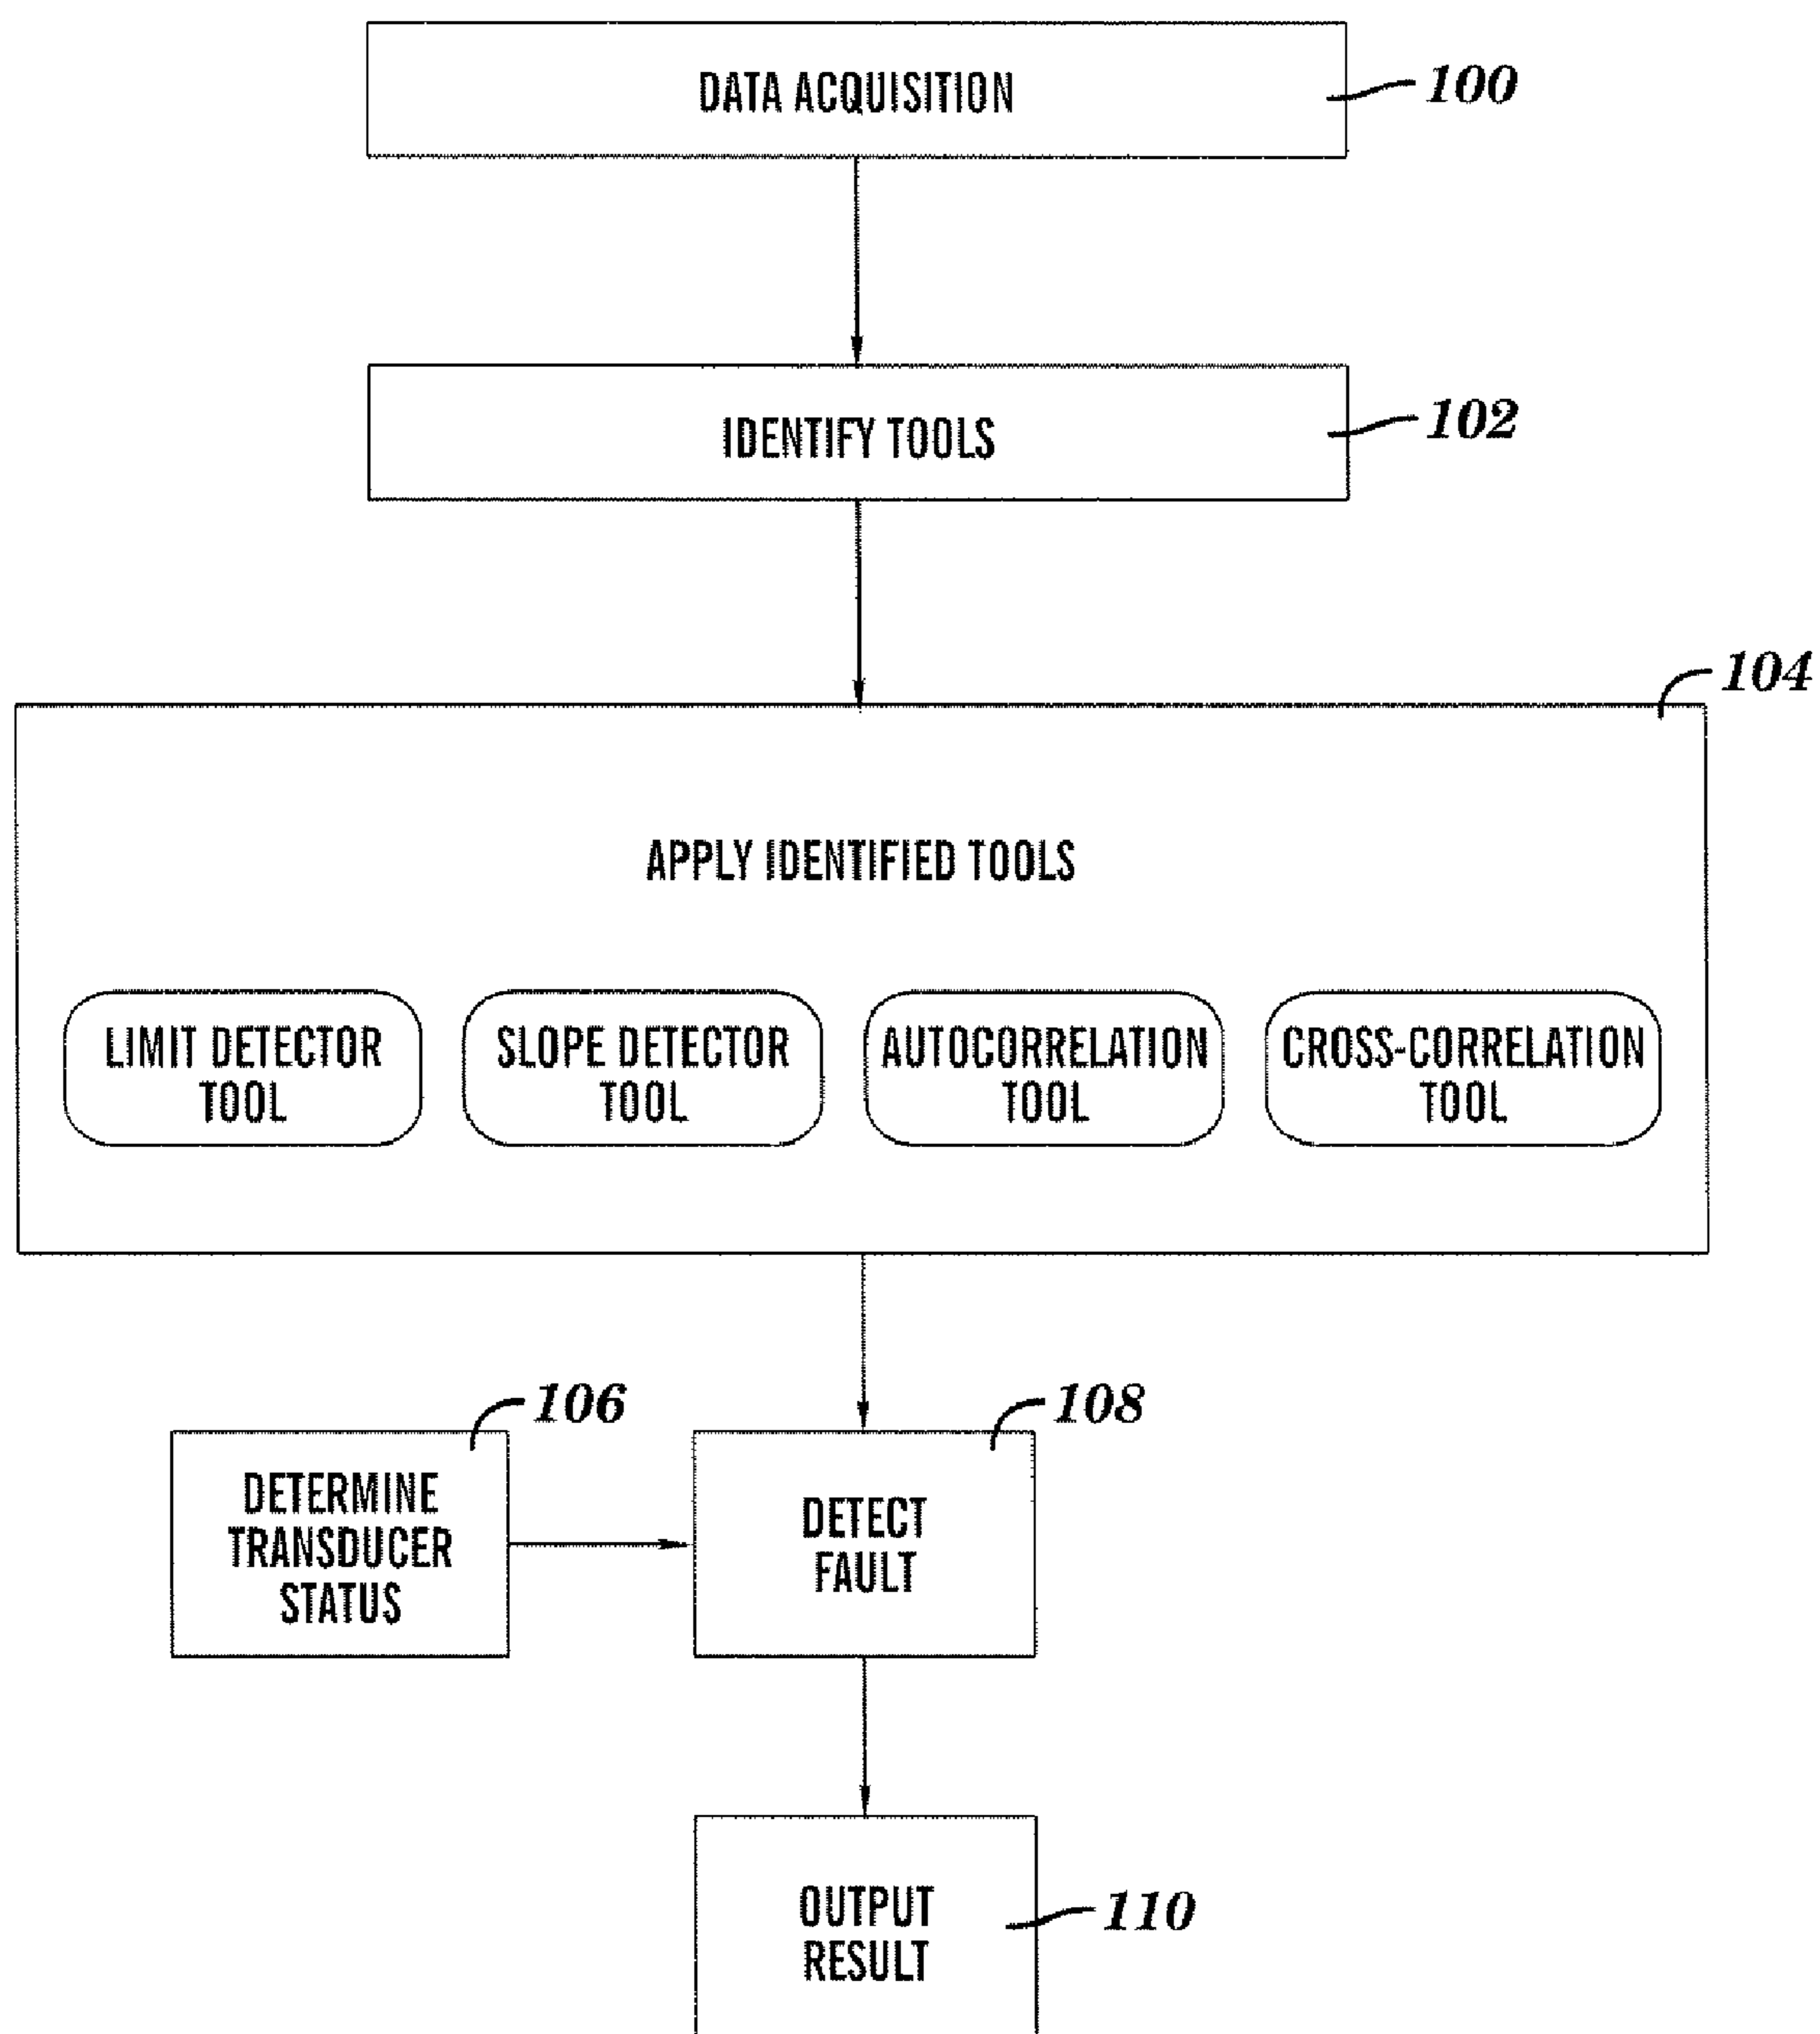 DATA ACQUISITION
100
IDENTIFY TOOLS
102
104
APPLY IDENTIFIED TOOLS
LIMIT DETECTOR
TOOL
SLOPE DETECTOR
TOOL
AUTOCORRELATION
TOOL
CROSS-CORRELATION
TOOL
106
DETERMINE
TRANSDUCER
STATUS
108
DETECT
FAULT
OUTPUT
RESULT
110